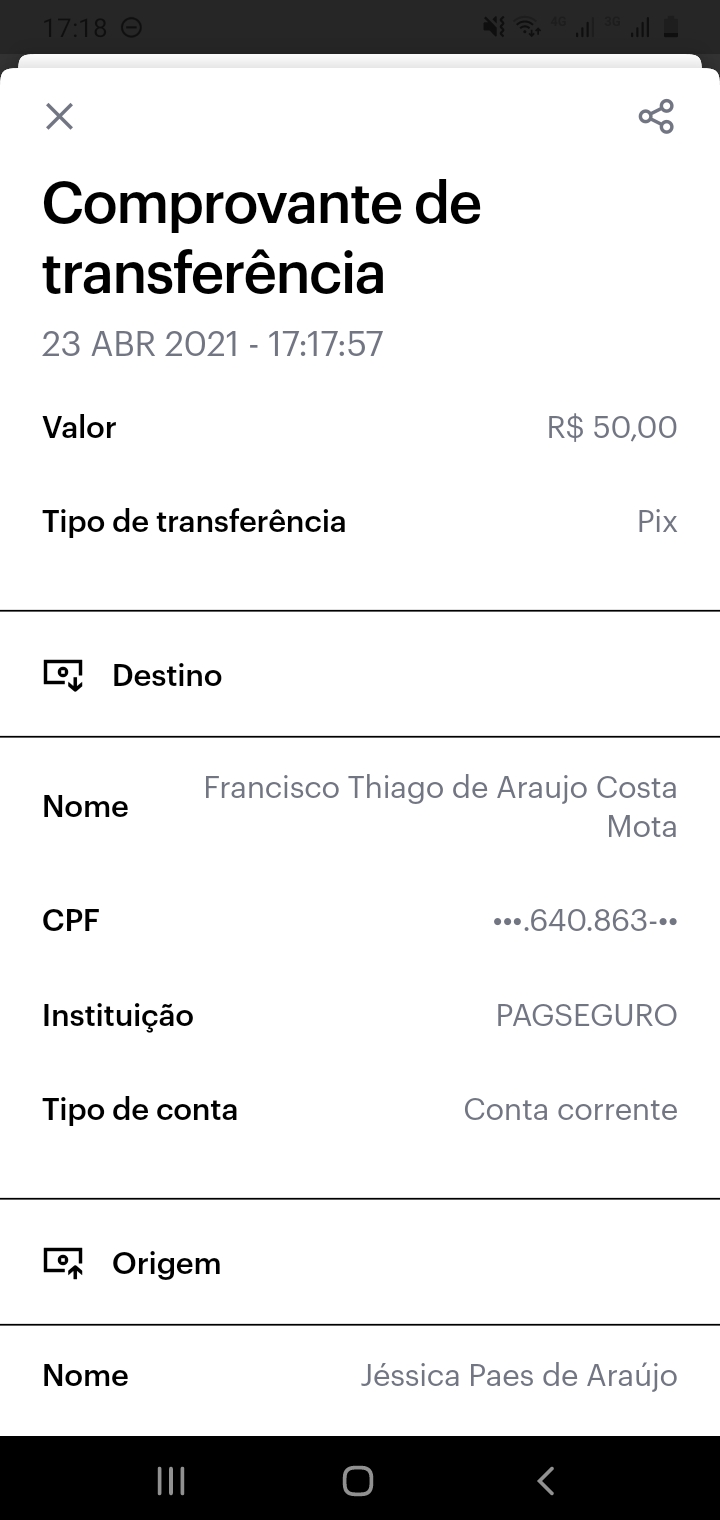 17:18
4G 3G
Comprovante de
transferência
23 ABR 2021 - 17:17:57
Valor R$ 50,00
Tipo de transferência Pix
Destino
Nome Francisco Thiago de Araujo Costa
Mota
CPF •••.640.863-••
Instituição PAGSEGURO
Tipo de conta Conta corrente
Origem
Nome Jéssica Paes de Araújo